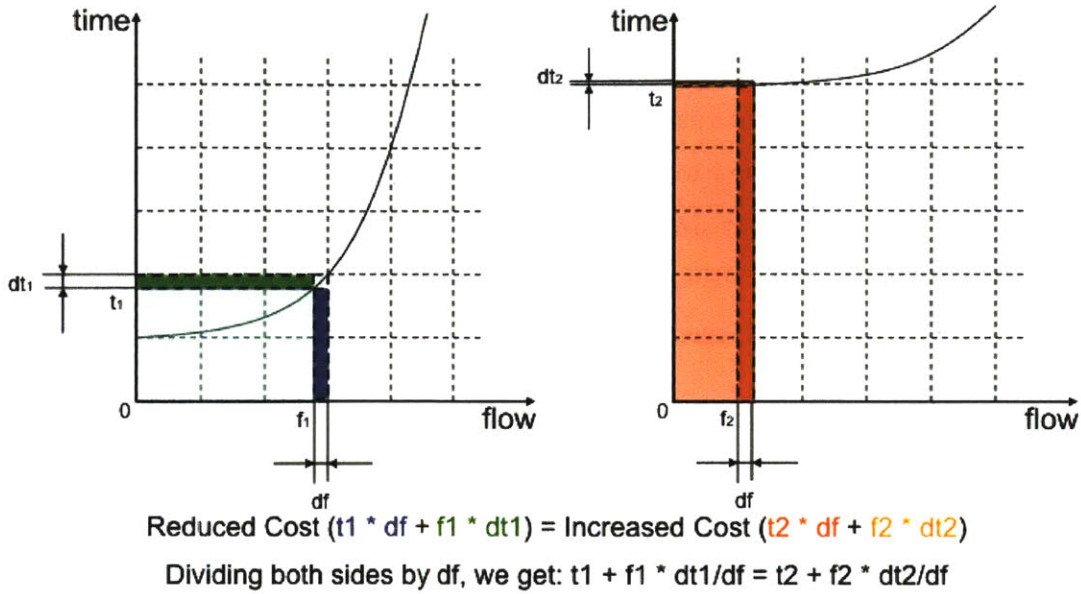 time
time
dt₂
t₂
dt₁
t₁
0
f₁
flow
0
f₂
flow
df
df
Reduced Cost (t1 * df + f1 * dt1) = Increased Cost (t2 * df + f2 * dt2)
Dividing both sides by df, we get: t1 + f1 * dt1/df = t2 + f2 * dt2/df